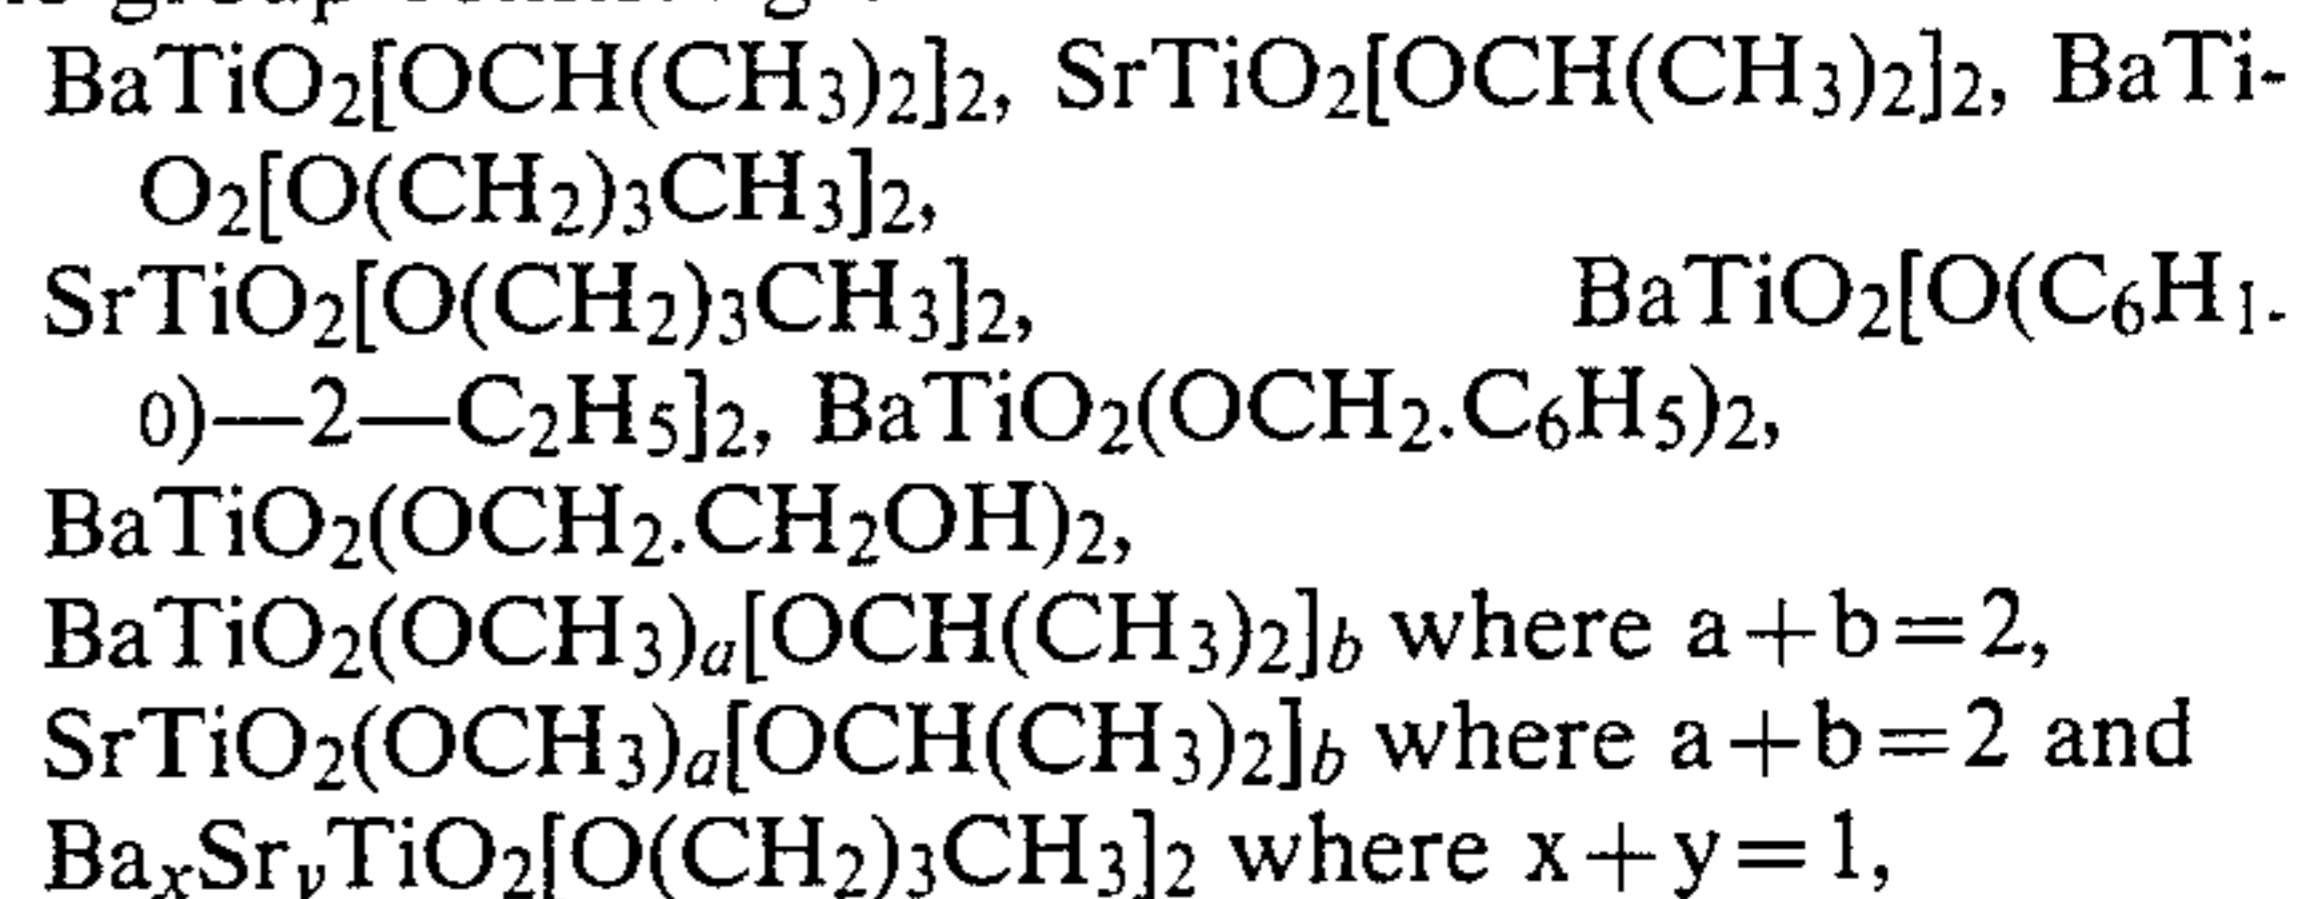 BaTiO₂[OCH(CH₃)₂]₂, SrTiO₂[OCH(CH₃)₂]₂, BaTi-
O₂[O(CH₂)₃CH₃]₂,
SrTiO₂[O(CH₂)₃CH₃]₂, BaTiO₂[O(C₆H₁-
₀)—2—C₂H₅]₂, BaTiO₂(OCH₂.C₆H₅)₂,
BaTiO₂(OCH₂.CH₂OH)₂,
BaTiO₂(OCH₃)a[OCH(CH₃)₂]b where a+b=2,
SrTiO₂(OCH₃)a[OCH(CH₃)₂]b where a+b=2 and
BaxSryTiO₂[O(CH₂)₃CH₃]₂ where x+y=1,